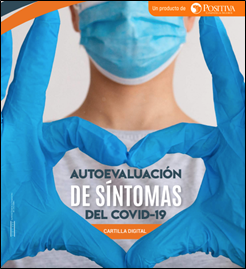 Un producto de POSITIVA
AUTOEVALUACIÓN
DE SÍNTOMAS
DEL COVID-19
CARTILLA DIGITAL